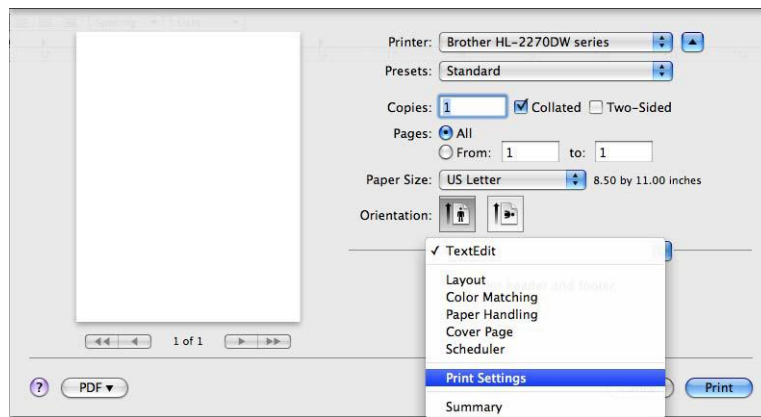 Printer: Brother HL-2270DW series
Presets: Standard
Copies: 1 Collated Two-Sided
Pages: All
From: 1 to: 1
Paper Size: US Letter 8.50 by 11.00 inches
Orientation:
✓ TextEdit
Layout
Color Matching
Paper Handling
Cover Page
Scheduler
Print Settings
Summary
1 of 1
? PDF ▼ Print